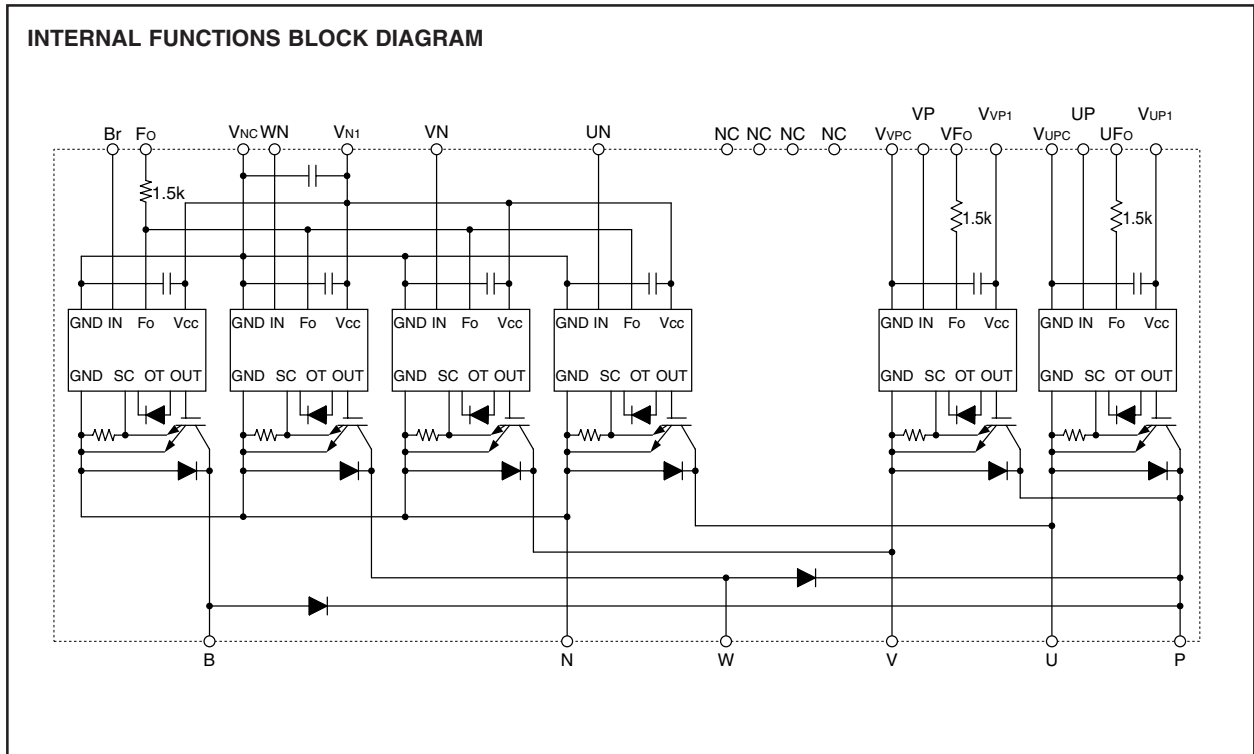 INTERNAL FUNCTIONS BLOCK DIAGRAM
VP VVP1 UP VUP1
Br FO VNC WN VN1 VN UN NC NC NC NC VVPC VFO VUPC UFO
1.5k 1.5k 1.5k
GND IN FO VCC GND IN FO VCC GND IN FO VCC GND IN FO VCC GND IN FO VCC GND IN FO VCC
GND SC OT OUT GND SC OT OUT GND SC OT OUT GND SC OT OUT GND SC OT OUT GND SC OT OUT
B N W V U P